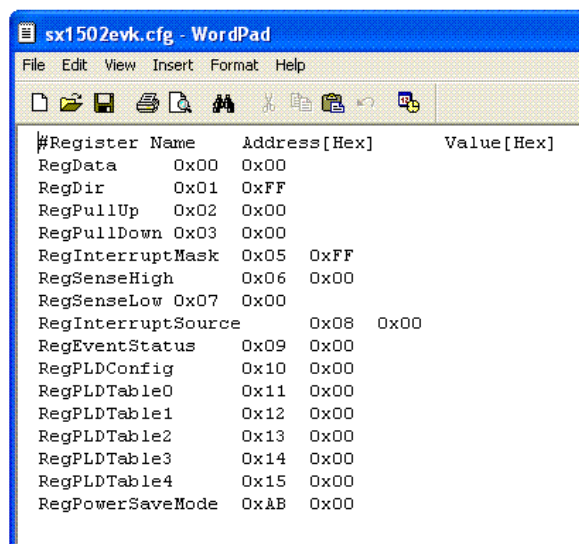 sx1502evk.cfg - WordPad
File Edit View Insert Format Help
#Register Name Address[Hex] Value[Hex]
RegData 0x00 0x00
RegDir 0x01 0xFF
RegPullUp 0x02 0x00
RegPullDown 0x03 0x00
RegInterruptMask 0x05 0xFF
RegSenseHigh 0x06 0x00
RegSenseLow 0x07 0x00
RegInterruptSource 0x08 0x00
RegEventStatus 0x09 0x00
RegPLDConfig 0x10 0x00
RegPLDTable0 0x11 0x00
RegPLDTable1 0x12 0x00
RegPLDTable2 0x13 0x00
RegPLDTable3 0x14 0x00
RegPLDTable4 0x15 0x00
RegPowerSaveMode 0xAB 0x00